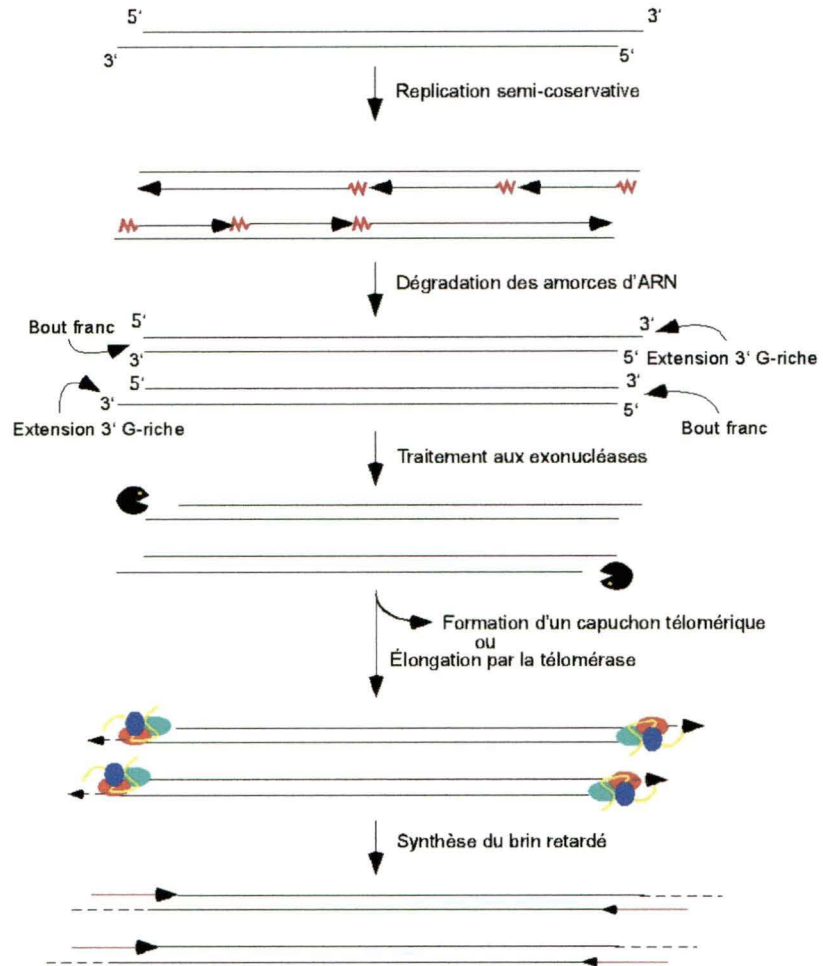 5' 3'
3' 5'
Replication semi-coservative
Dégradation des amorces d'ARN
Bout franc 5' 3'
3' 5' Extension 3' G-riche
5' 3'
3' 5'
Extension 3' G-riche Bout franc
Traitement aux exonucléases
Formation d'un capuchon télomérique
ou
Élongation par la télomérase
Synthèse du brin retardé